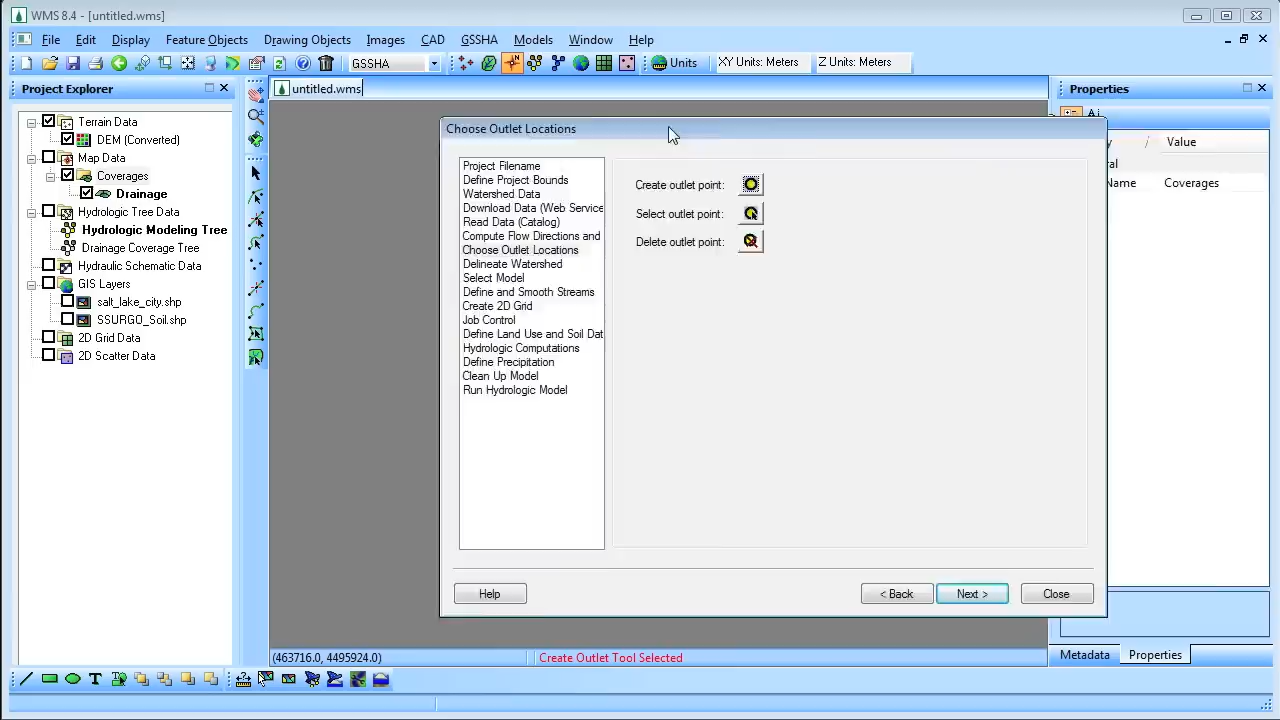 WMS 8.4 - [untitled.wms]
File Edit Display Feature Objects Drawing Objects Images CAD GSSHA Models Window Help
GSSHA Units XY Units: Meters Z Units: Meters
Project Explorer
untitled.wms
Properties
Terrain Data
DEM (Converted)
Map Data
Coverages
Drainage
Hydrologic Tree Data
Hydrologic Modeling Tree
Drainage Coverage Tree
Hydraulic Schematic Data
GIS Layers
salt_lake_city.shp
SSURGO_Soil.shp
2D Grid Data
2D Scatter Data
Choose Outlet Locations
Project Filename
Define Project Bounds
Watershed Data
Download Data (Web Service
Read Data (Catalog)
Compute Flow Directions and
Choose Outlet Locations
Delineate Watershed
Select Model
Define and Smooth Streams
Create 2D Grid
Job Control
Define Land Use and Soil Dat
Hydrologic Computations
Define Precipitation
Clean Up Model
Run Hydrologic Model
Create outlet point:
Select outlet point:
Delete outlet point:
Help < Back Next > Close
y Value
ral
Name Coverages
(463716.0, 4495924.0) Create Outlet Tool Selected
Metadata Properties